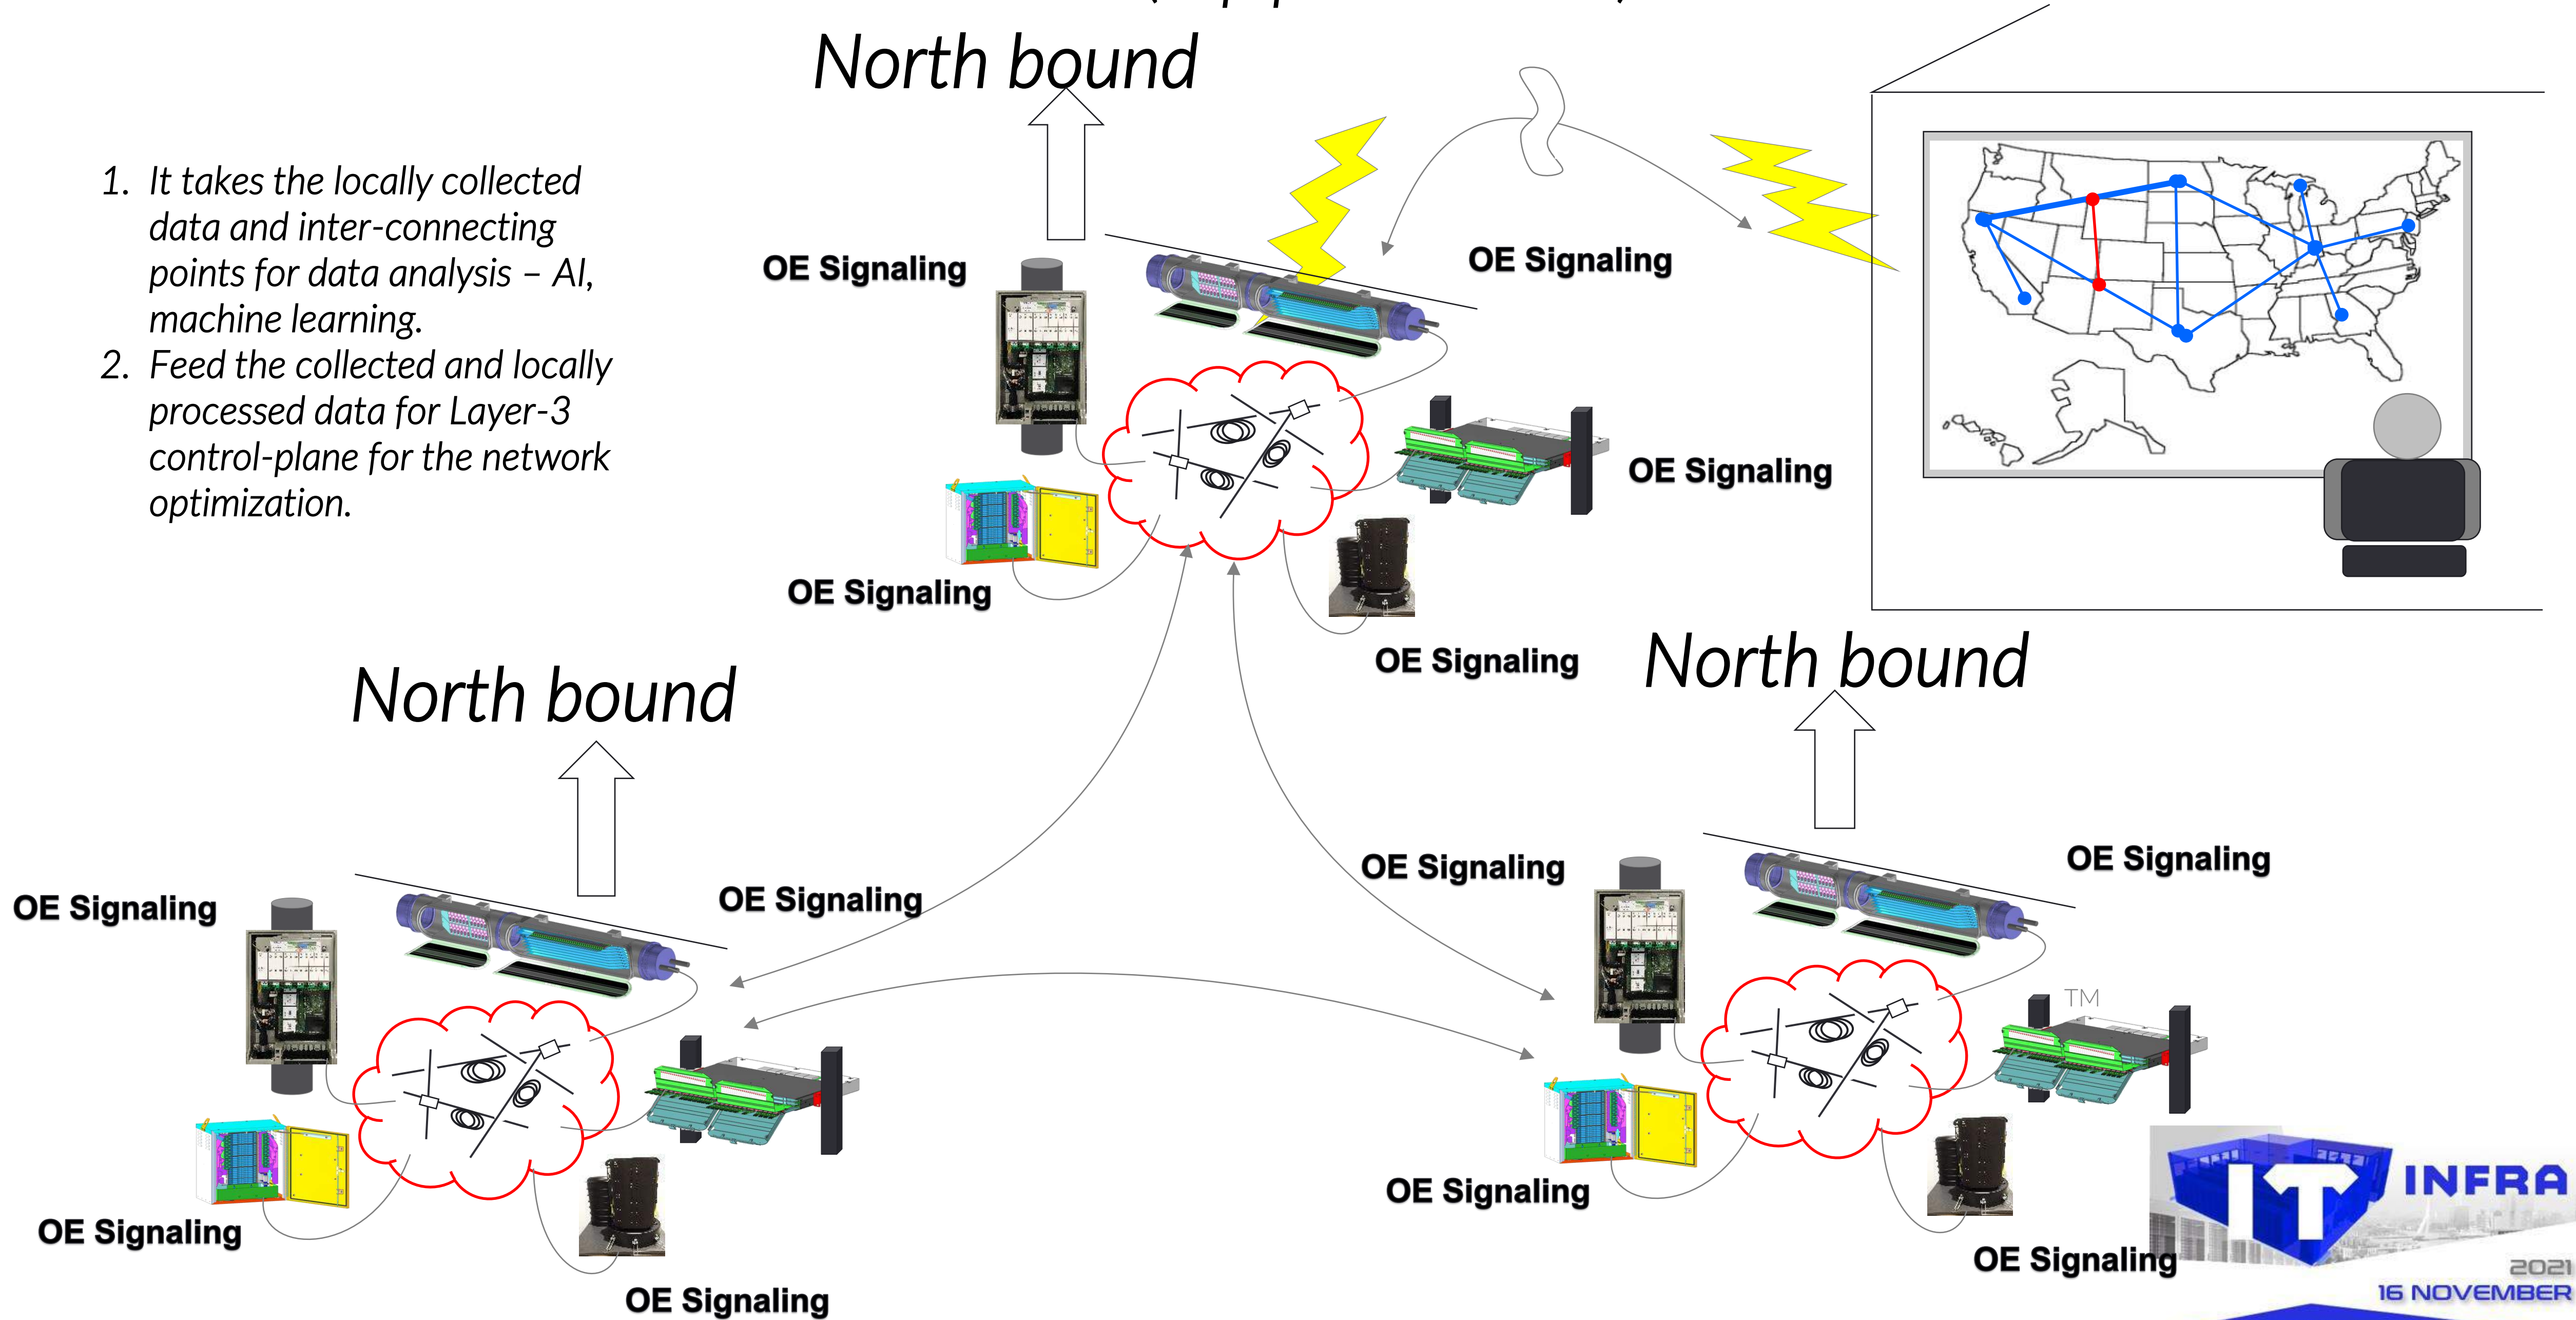 North bound
1. It takes the locally collected
data and inter-connecting
points for data analysis – AI,
machine learning.
2. Feed the collected and locally
processed data for Layer-3
control-plane for the network
optimization.
OE Signaling
OE Signaling
OE Signaling
OE Signaling
OE Signaling
North bound
North bound
OE Signaling
OE Signaling
OE Signaling
OE Signaling
OE Signaling
OE Signaling
TM
OE Signaling
OE Signaling
IT INFRA
2021
16 NOVEMBER